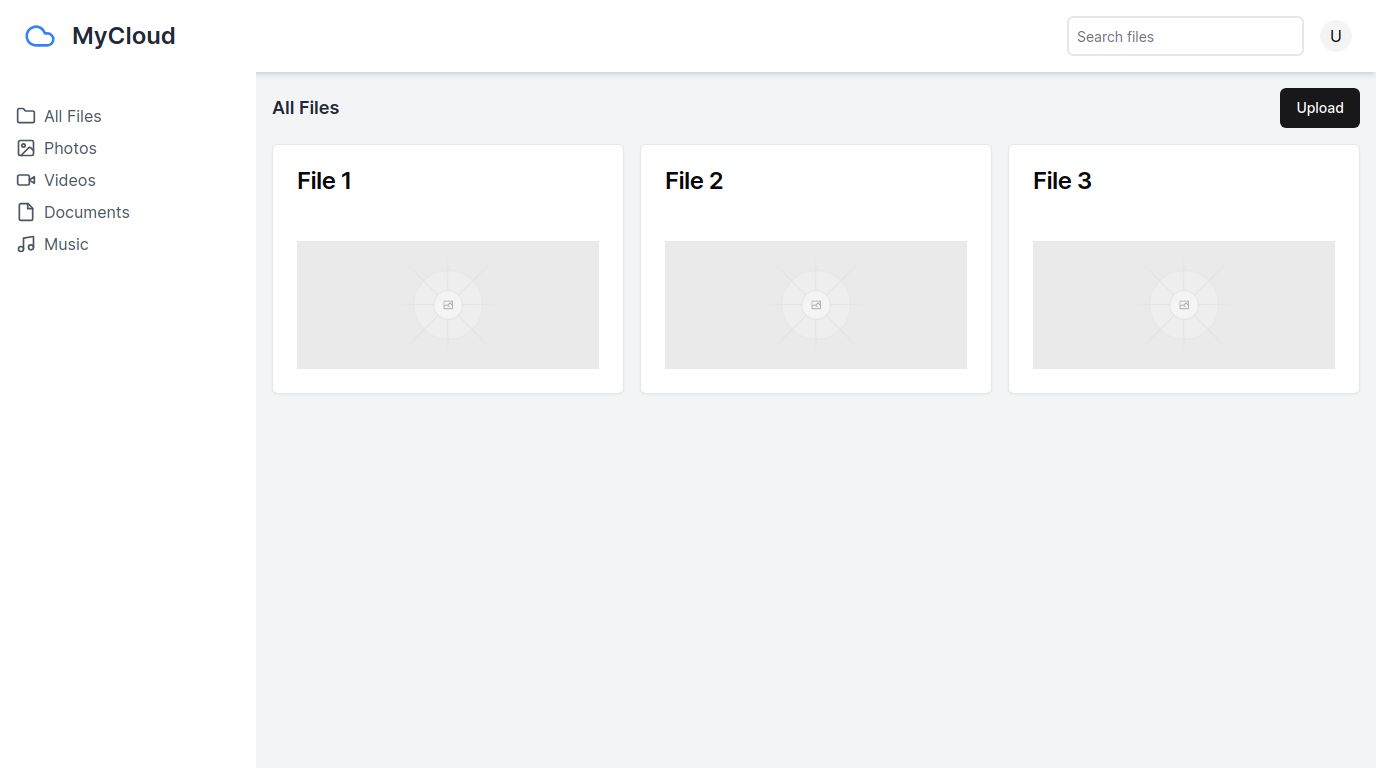 MyCloud
Search files
U
All Files
Photos
Videos
Documents
Music
All Files
Upload
File 1
File 2
File 3